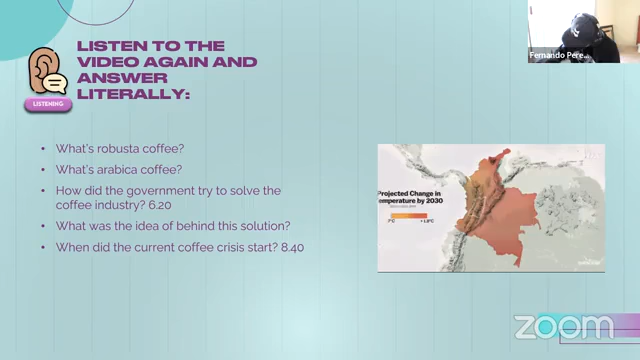 LISTEN TO THE
VIDEO AGAIN AND
ANSWER
LITERALLY:
LISTENING
• What's robusta coffee?
• What's arabica coffee?
• How did the government try to solve the
coffee industry? 6.20
• What was the idea of behind this solution?
• When did the current coffee crisis start? 8.40
Projected Change in
emperature by 2030
Fernando Pere...
zoom